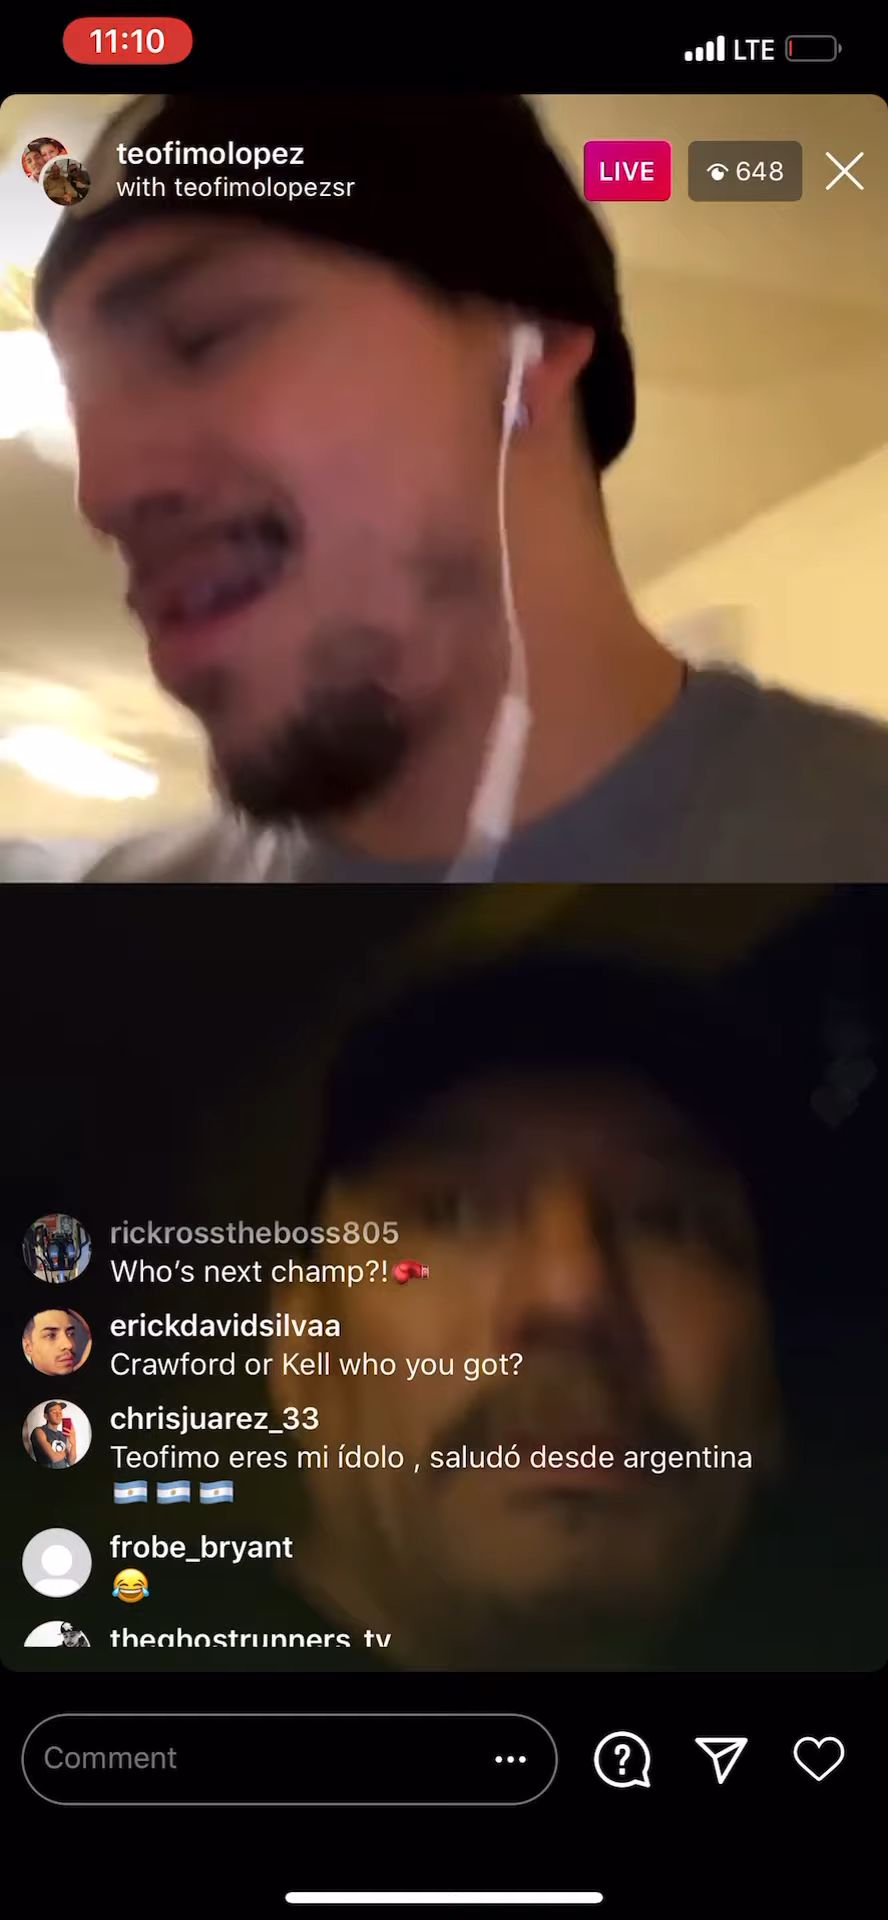 11:10
LTE
teofimolopez
with teofimolopezsr
LIVE
648
rickrosstheboss805
Who's next champ?!🥊
erickdavidsilvaa
Crawford or Kell who you got?
chrisjuarez_33
Teofimo eres mi ídolo , saludó desde argentina
🇦🇷 🇦🇷 🇦🇷
frobe_bryant
😂
theghostrunners_tv
Comment